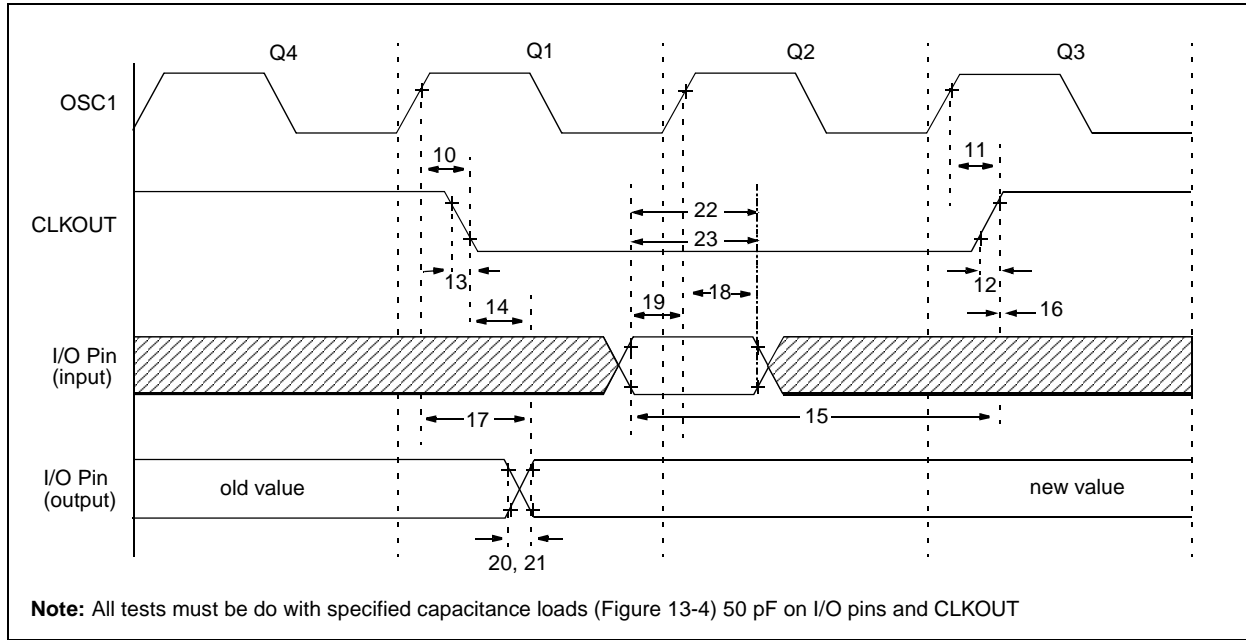 Q4 Q1 Q2 Q3
OSC1
10 11
22
CLKOUT
23
13 12
14 19 18 16
I/O Pin
(input)
17 15
I/O Pin
(output)
old value new value
20, 21
Note: All tests must be do with specified capacitance loads (Figure 13-4) 50 pF on I/O pins and CLKOUT